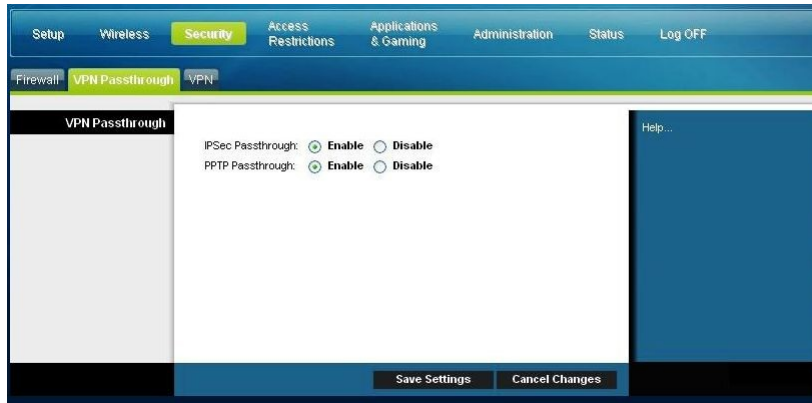 Setup Wireless Security Access Restrictions Applications & Gaming Administration Status Log OFF
Firewall VPN Passthrough VPN
VPN Passthrough
Help...
IPSec Passthrough: Enable Disable
PPTP Passthrough: Enable Disable
Save Settings Cancel Changes